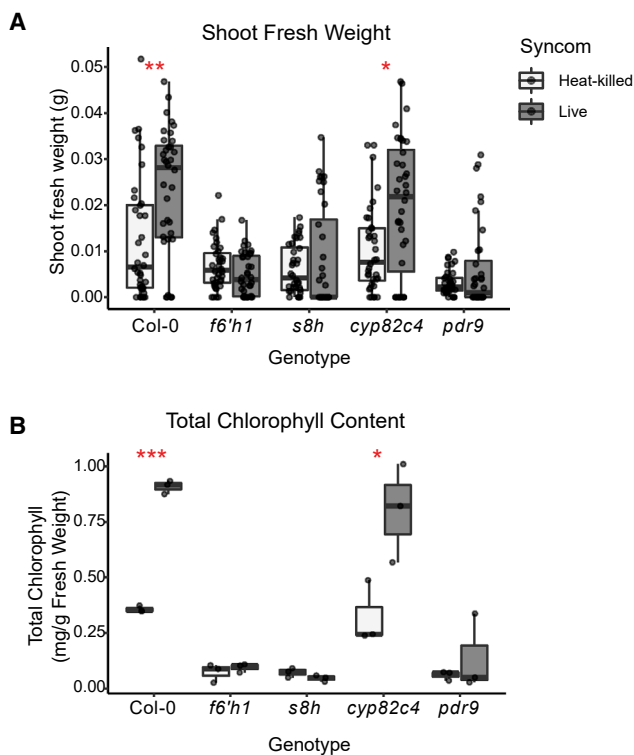 A
Shoot Fresh Weight
Syncom
Heat-killed
Live
** *
Shoot fresh weight (g)
0.05
0.04
0.03
0.02
0.01
0.00
Col-0 f6'h1 s8h cyp82c4 pdr9
Genotype
B
Total Chlorophyll Content
*** *
Total Chlorophyll
(mg/g Fresh Weight)
1.00
0.75
0.50
0.25
0.00
Col-0 f6'h1 s8h cyp82c4 pdr9
Genotype